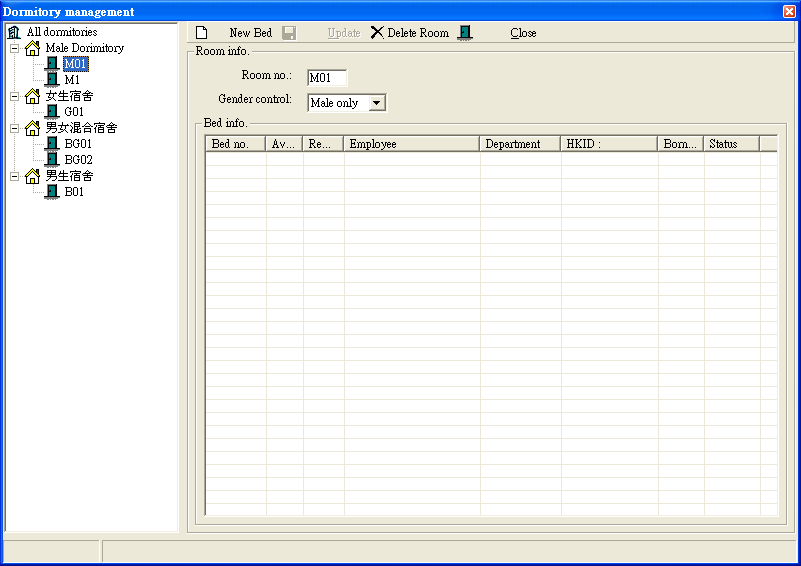 Dormitory management
All dormitories
Male Dorimitory
M01
M1
女生宿舍
G01
男女混合宿舍
BG01
BG02
男生宿舍
B01
New Bed Update Delete Room Close
Room info.
Room no.: M01
Gender control: Male only
Bed info.
Bed no. Av... Re... Employee Department HKID : Born... Status